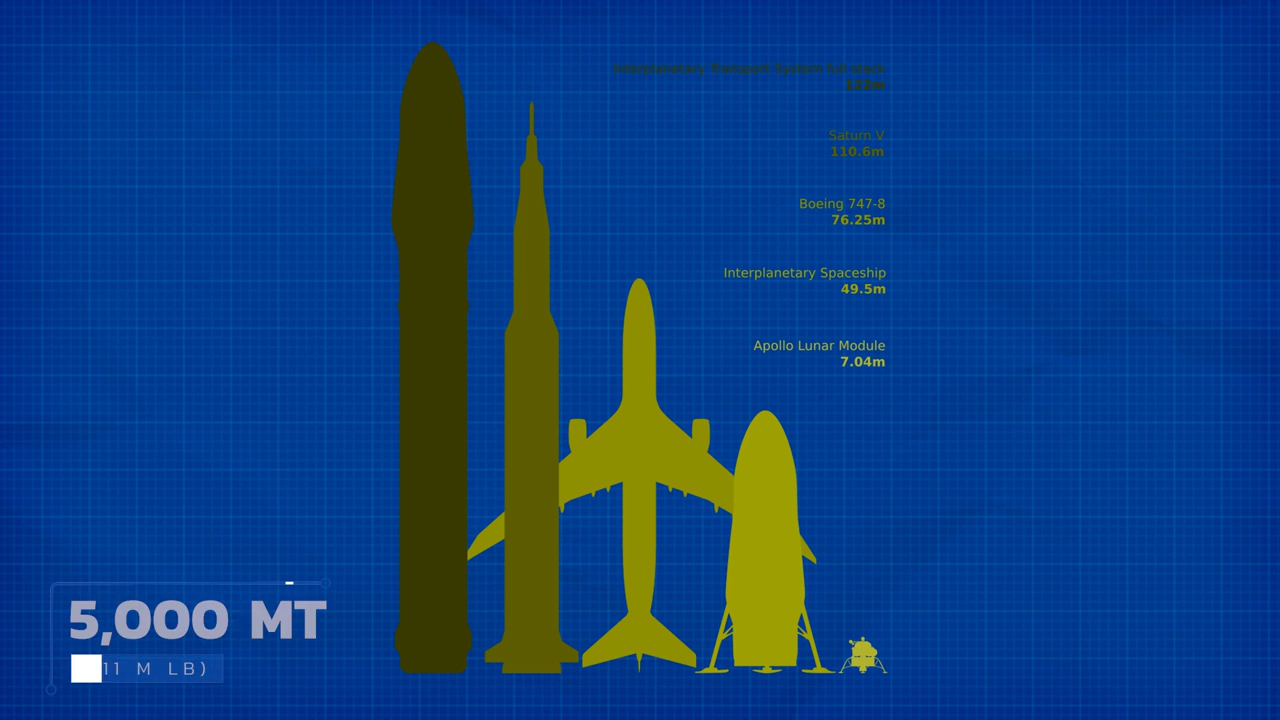 Interplanetary Transport System full stack
122m
Saturn V
110.6m
Boeing 747-8
76.25m
Interplanetary Spaceship
49.5m
Apollo Lunar Module
7.04m
5,000 MT
11 M LB)